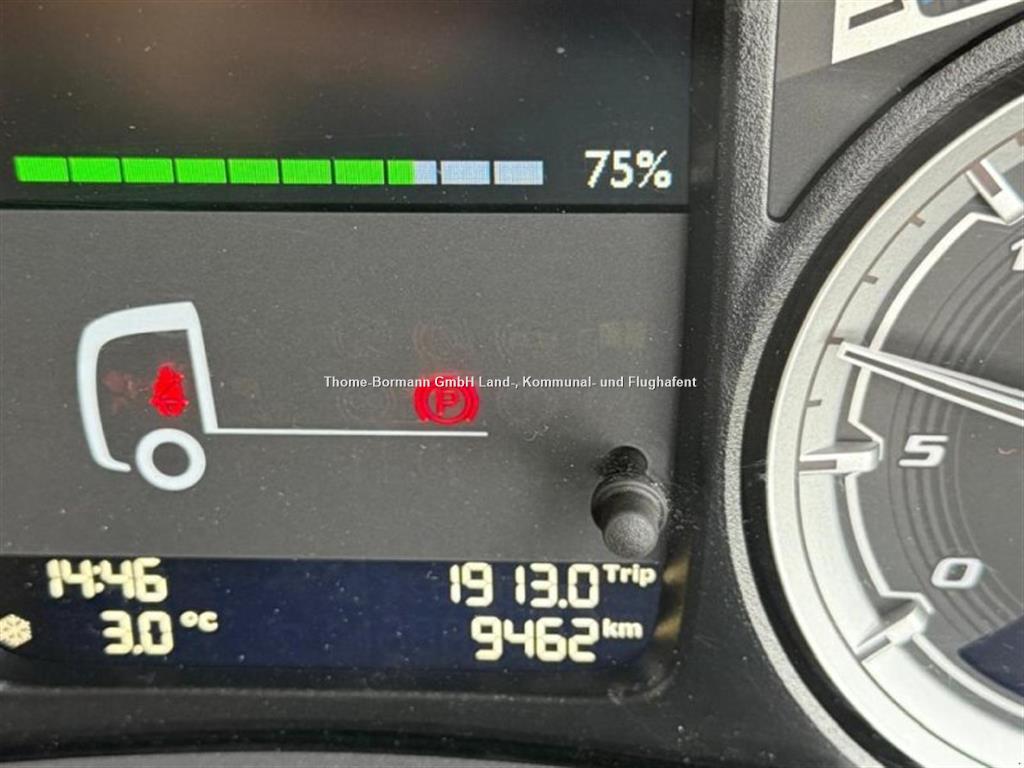 75%
Thome-Bormann GmbH Land-, Kommunal- und Flughafent
P
14:46
1913.0 Trip
3.0 °C
9462 km
5
0